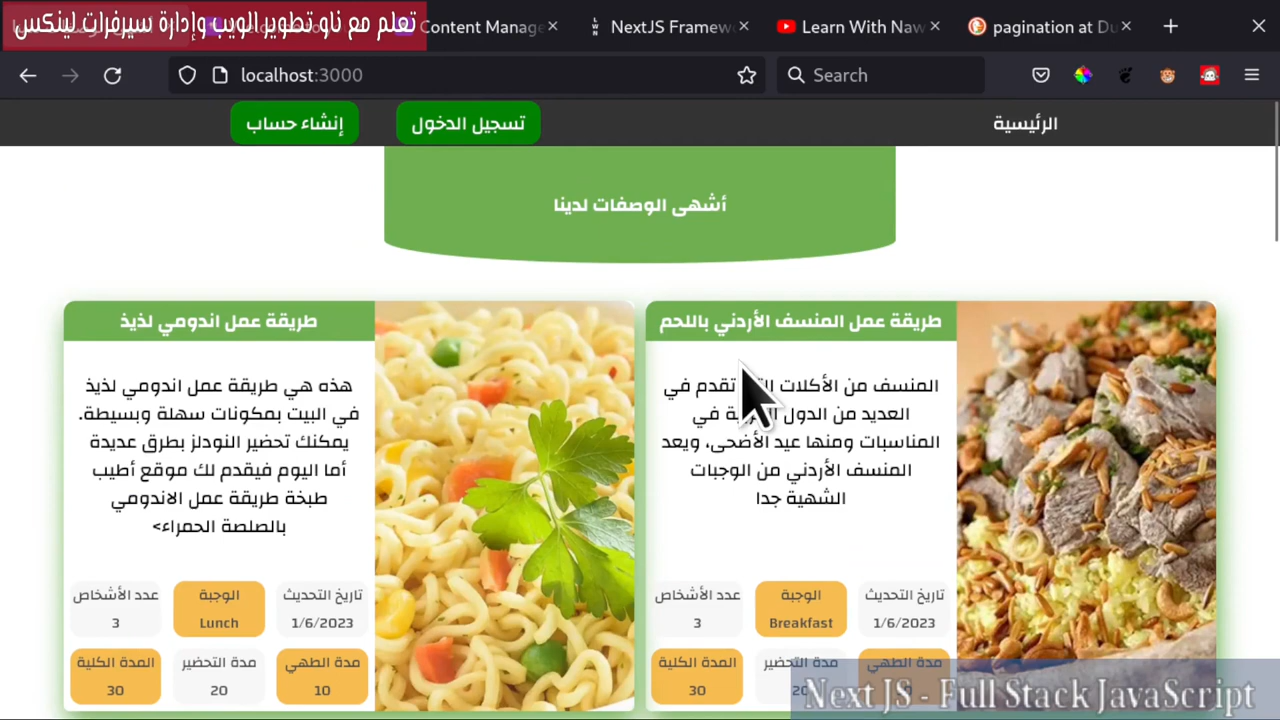 تعلم مع ناو تطوير الويب وإدارة سيرفرات لينكس
Content Manage
NextJS Framew
Learn With Naw
pagination at Du
localhost:3000
Search
الرئيسية
تسجيل الدخول
إنشاء حساب
أشهى الوصفات لدينا
طريقة عمل المنسف الأردني باللحم
المنسف من الأكلات تقدم في
العديد من الدول في
المناسبات ومنها عيد الأضحى، ويعد
المنسف الأردني من الوجبات
الشهية جدا
تاريخ التحديث
1/6/2023
الوجبة
Breakfast
عدد الأشخاص
3
مدة الطهي
مدة التحضير
20
المدة الكلية
30
طريقة عمل اندومي لذيذ
هذه هي طريقة عمل اندومي لذيذ
في البيت بمكونات سهلة وبسيطة.
يمكنك تحضير النودلز بطرق عديدة
أما اليوم فيقدم لك موقع أطيب
طبخة طريقة عمل الاندومي
بالصلصة الحمراء>
تاريخ التحديث
1/6/2023
الوجبة
Lunch
عدد الأشخاص
3
مدة الطهي
10
مدة التحضير
20
المدة الكلية
30
Next JS - Full Stack JavaScript